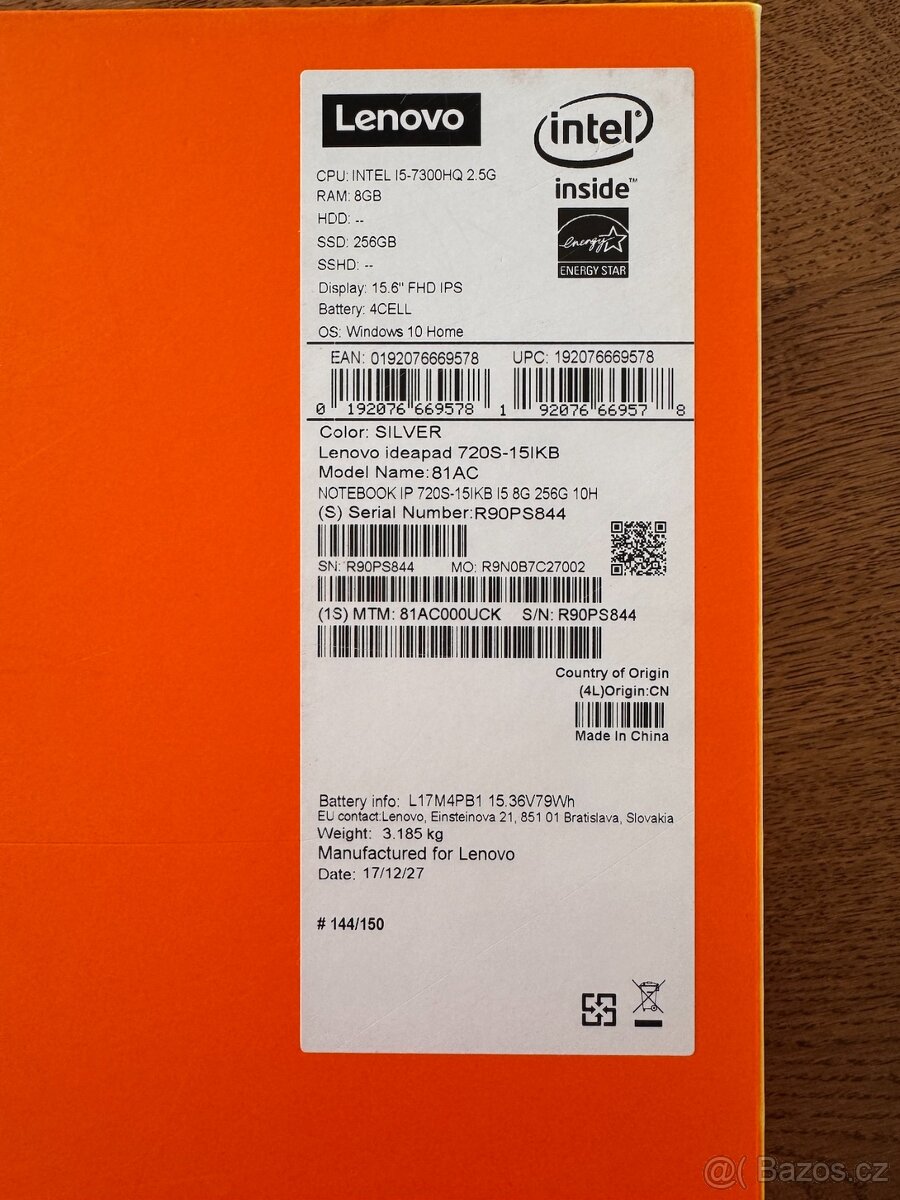 Lenovo
intel®
inside™
CPU: INTEL I5-7300HQ 2.5G
RAM: 8GB
HDD: --
SSD: 256GB
SSHD: --
Display: 15.6" FHD IPS
Battery: 4CELL
OS: Windows 10 Home
energy
ENERGY STAR
EAN: 0192076669578 UPC: 192076669578
0 192076 669578 1 92076 66957 8
Color: SILVER
Lenovo ideapad 720S-15IKB
Model Name:81AC
NOTEBOOK IP 720S-15IKB I5 8G 256G 10H
(S) Serial Number:R90PS844
SN: R90PS844 MO: R9N0B7C27002
(1S) MTM: 81AC000UCK S/N: R90PS844
Country of Origin
(4L)Origin:CN
Made In China
Battery info: L17M4PB1 15.36V79Wh
EU contact:Lenovo, Einsteinova 21, 851 01 Bratislava, Slovakia
Weight: 3.185 kg
Manufactured for Lenovo
Date: 17/12/27
# 144/150
Bazos.cz